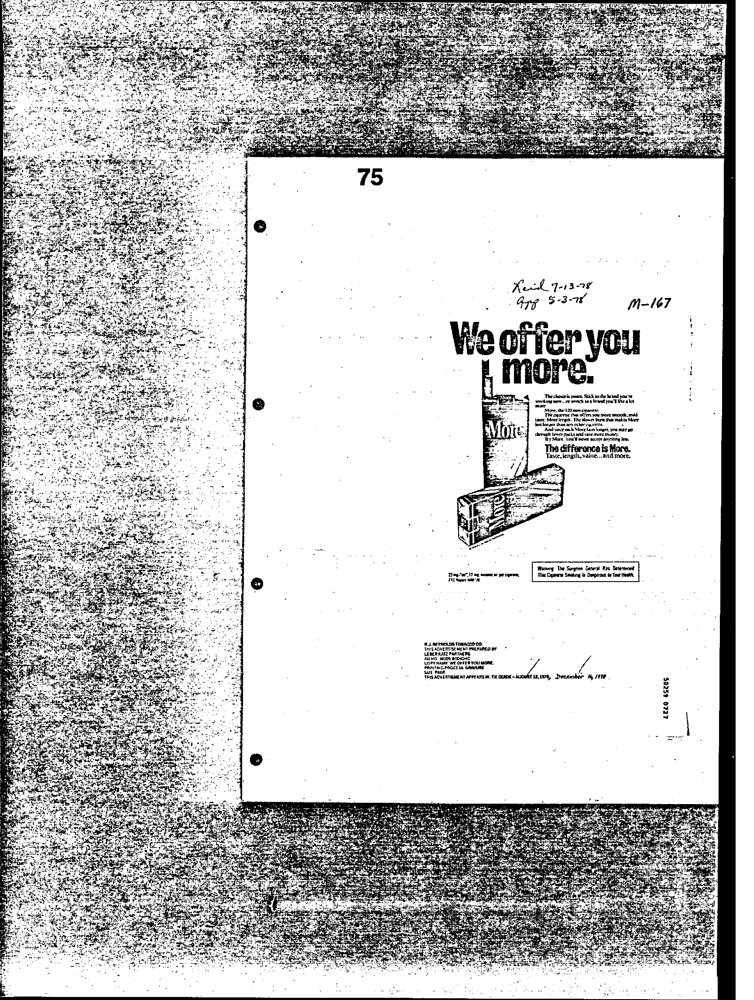 75
7-13-78
App 5-3-78
M-167
We offer you
more.
The choice is yours. Stick to the brand you're
working now... or switch to a brand you'll like a lot
more.
More, the 120 mm cigarette.
The cigarette that offers you more smooth, mild
taste. More length. The slower burn that makes More
last longer than any other cigarette.
And since each More lasts longer, you may go
through fewer packs and save more money.
Try More. You'll never accept anything less.
The difference is More.
Taste, length, value... and more.
More
Warning: The Surgeon General Has Determined
That Cigarette Smoking Is Dangerous to Your Health.
FTC Report
R.J. REYNOLDS TOBACCO CO.
THIS ADVERTISEMENT PREPARED BY
LEBER KATZ PARTNERS
AD NO.
COPY NAME WE OFFER YOU MORE.
PRINTING PROCESS GRAVURE
SIZE PAGE
THIS ADVERTISEMENT APPEARS IN: TV GUIDE - AUGUST 12, 1978, December 16, 1978
50259 0727